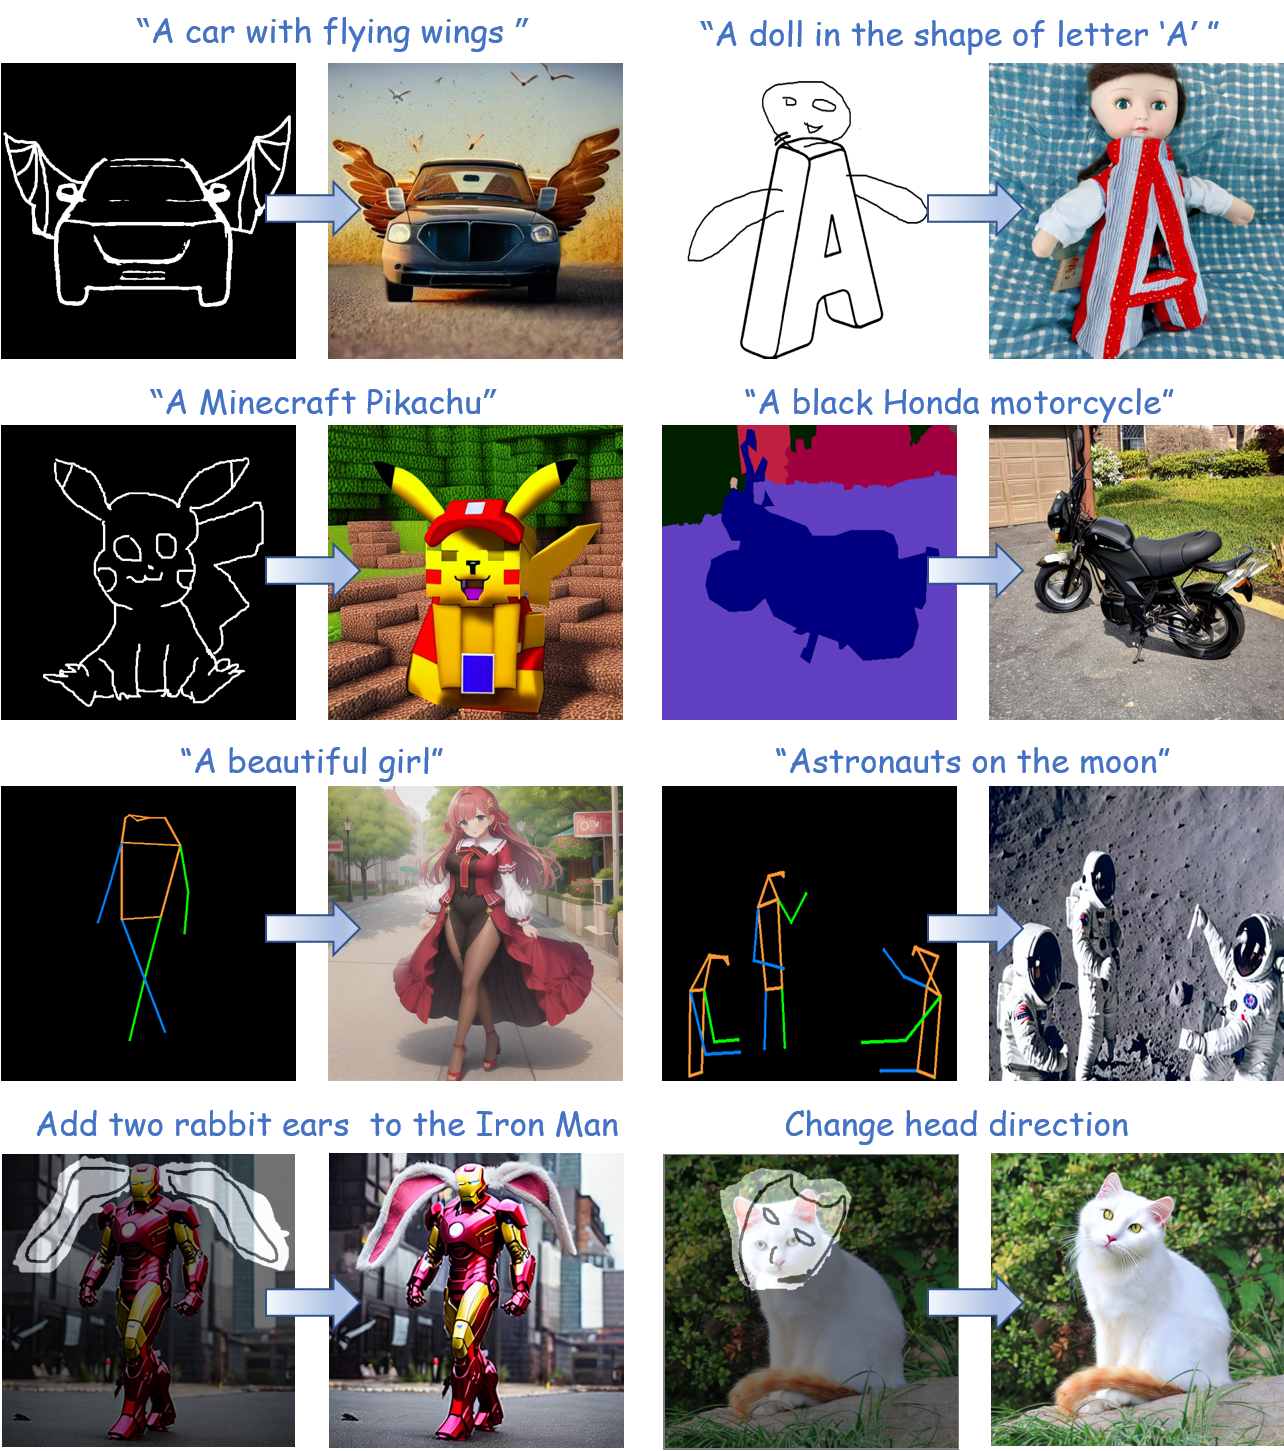 “A car with flying wings ”
“A doll in the shape of letter ‘A’ ”
A
A
“A Minecraft Pikachu”
“A black Honda motorcycle”
“A beautiful girl”
“Astronauts on the moon”
Add two rabbit ears  to the Iron Man
Change head direction